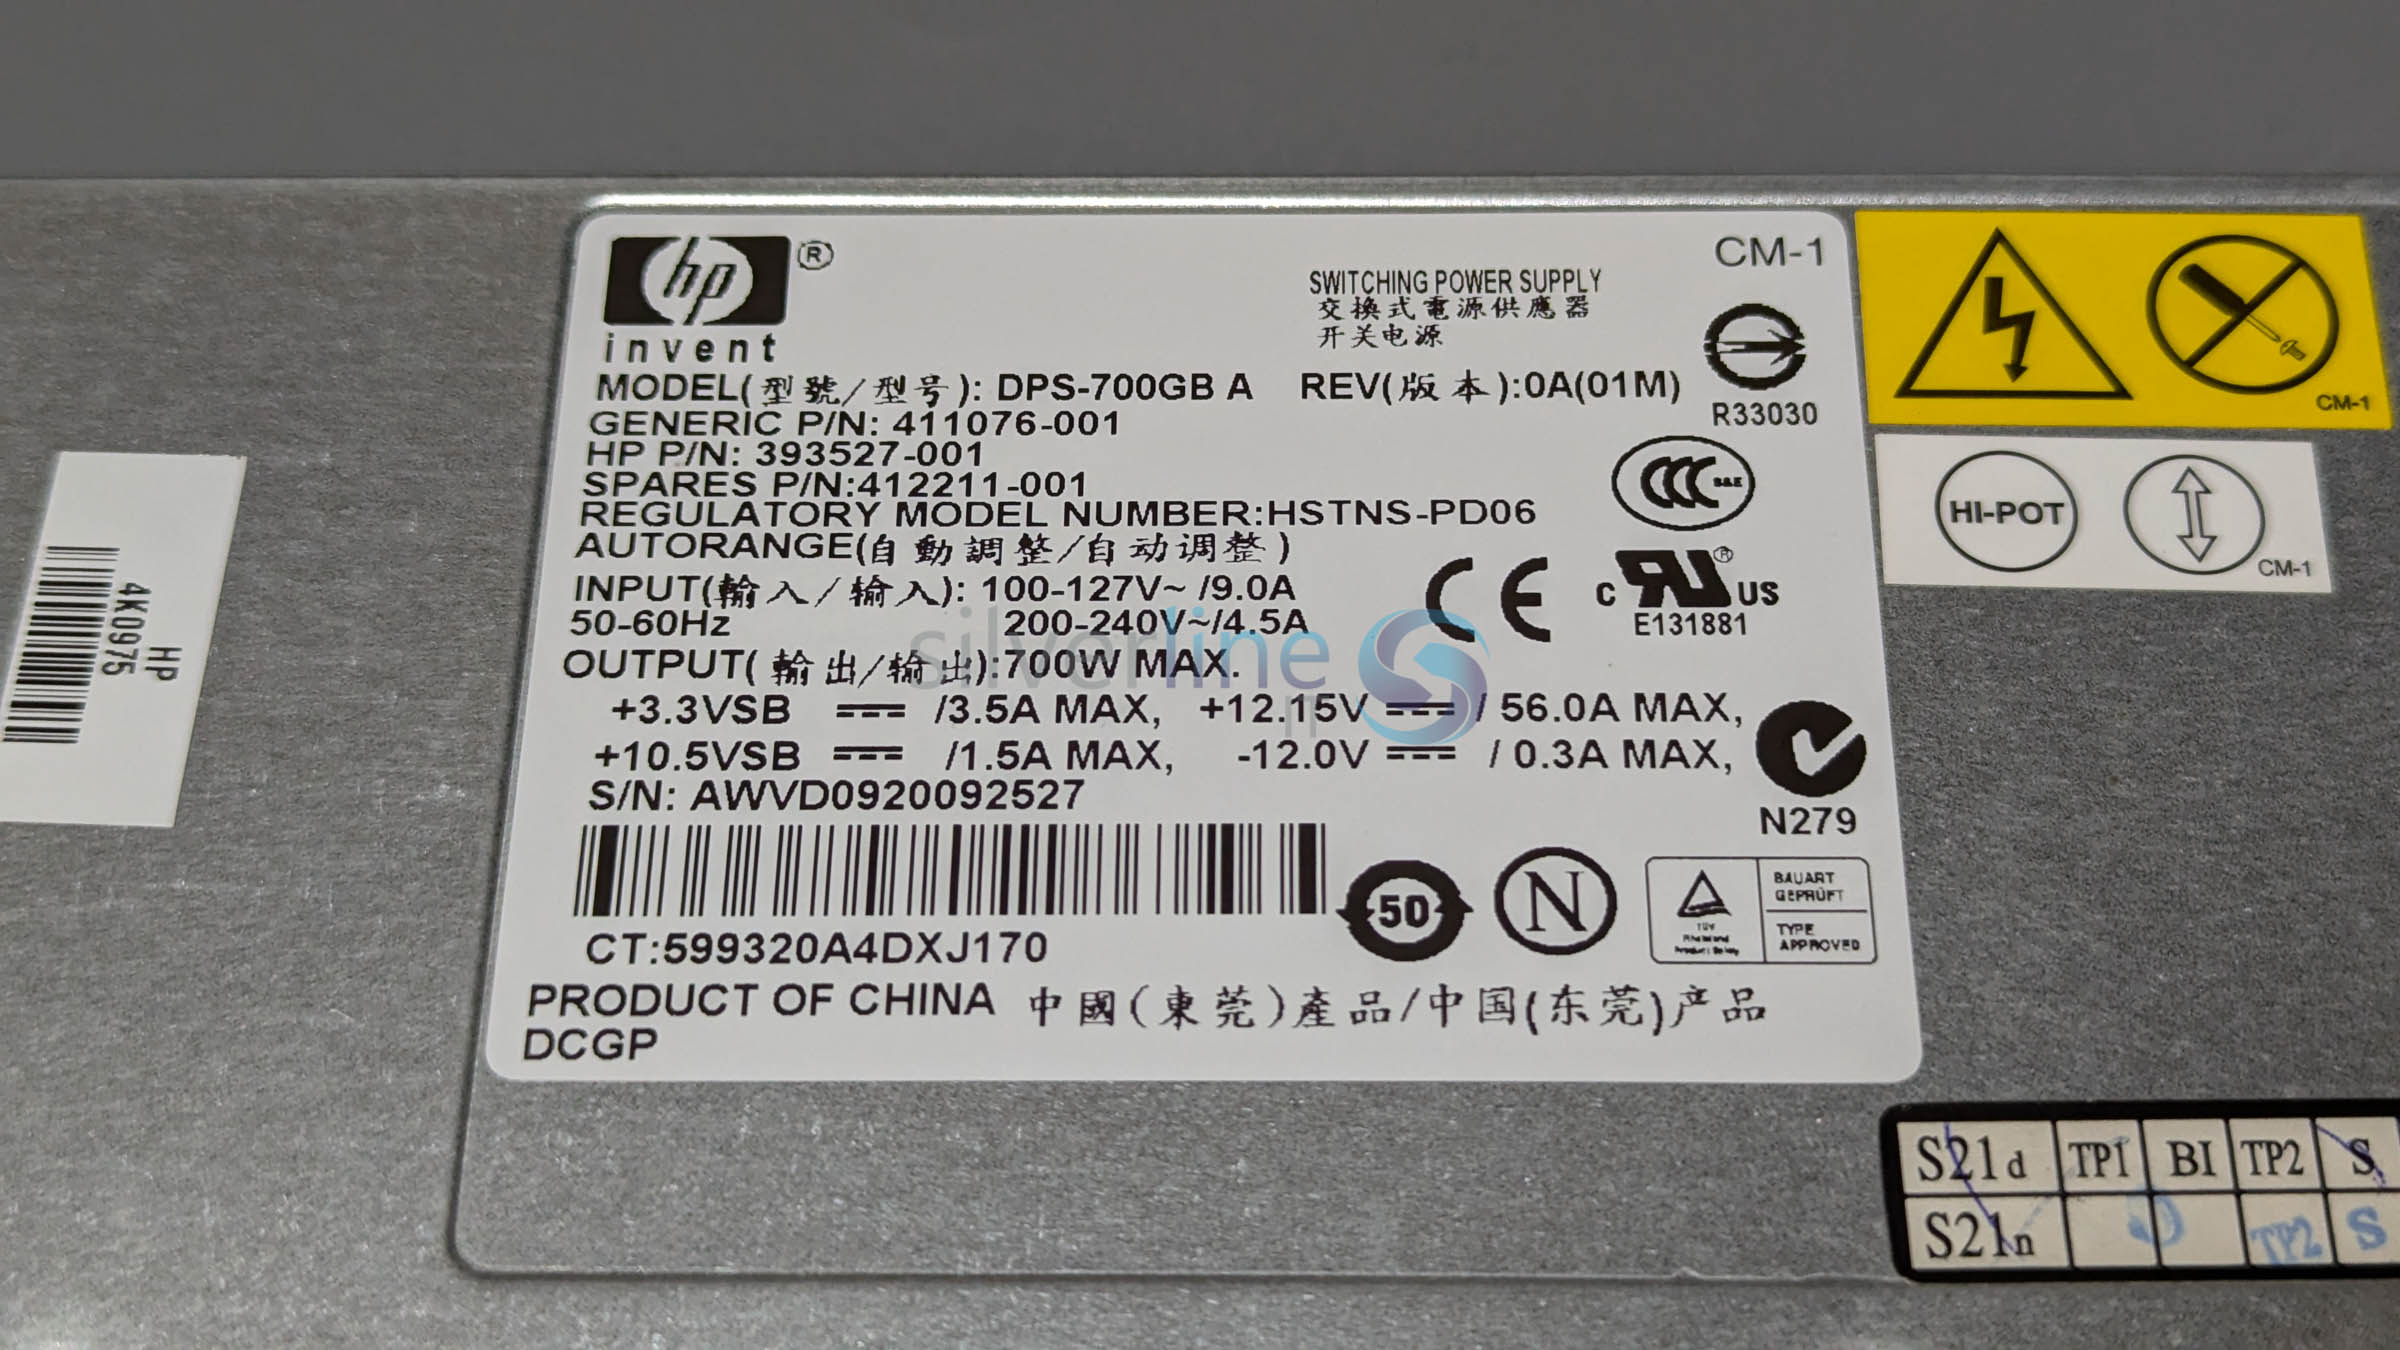 hp ®
invent
CM-1
SWITCHING POWER SUPPLY
交換式電源供應器
开关电源
MODEL(型號/型号): DPS-700GB A REV(版本):0A(01M)
R33030
GENERIC P/N: 411076-001
HP P/N: 393527-001
SPARES P/N:412211-001
REGULATORY MODEL NUMBER:HSTNS-PD06
S&E
AUTORANGE(自動調整/自动调整)
INPUT(輸入/输入): 100-127V~ /9.0A
50-60Hz 200-240V~/4.5A
C ® US
E131881
OUTPUT(輸出/输出):700W MAX.
+3.3VSB /3.5A MAX, +12.15V / 56.0A MAX,
+10.5VSB /1.5A MAX, -12.0V / 0.3A MAX,
N279
S/N: AWVD0920092527
CT:599320A4DXJ170
50
N
TÜV
BAUART
GEPRÜFT
TYPE
APPROVED
PRODUCT OF CHINA 中國(東莞)產品/中国(东莞)产品
DCGP
CM-1
HI-POT
CM-1
HP
4K0975
silverline
S21d TP1 BI TP2 S
S21n TP2 S